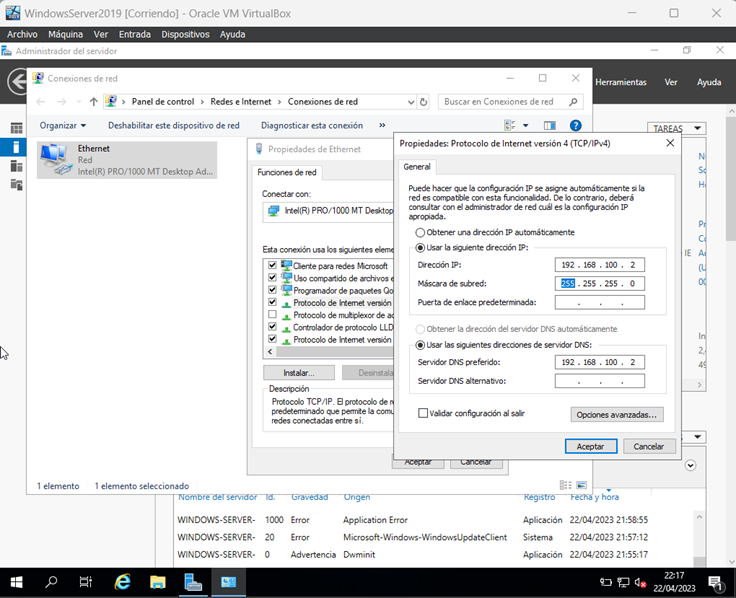 WindowsServer2019 [Corriendo] - Oracle VM VirtualBox
Archivo Máquina Ver Entrada Dispositivos Ayuda
Administrador del servidor
Herramientas Ver Ayuda
Conexiones de red
Panel de control > Redes e Internet > Conexiones de red
Buscar en Conexiones de red
Organizar Deshabilitar este dispositivo de red Diagnosticar esta conexión »
TAREAS
Ethernet
Red
Intel(R) PRO/1000 MT Desktop Ad...
Propiedades de Ethernet
Funciones de red
Conectar con:
Intel(R) PRO/1000 MT Desktop
Esta conexión usa los siguientes eleme
Cliente para redes Microsoft
Uso compartido de archivos e
Programador de paquetes Qo
Protocolo de Internet versión
Protocolo de multiplexor de ac
Controlador de protocolo LLD
Protocolo de Internet versión
Instalar...
Desinstala
Descripción
Protocolo TCP/IP. El protocolo de re
predeterminado que permite la comu
redes conectadas entre sí.
Aceptar Cancelar
Propiedades: Protocolo de Internet versión 4 (TCP/IPv4)
General
Puede hacer que la configuración IP se asigne automáticamente si la
red es compatible con esta funcionalidad. De lo contrario, deberá
consultar con el administrador de red cuál es la configuración IP
apropiada.
Obtener una dirección IP automáticamente
Usar la siguiente dirección IP:
Dirección IP: 192 . 168 . 100 . 2
Máscara de subred: 255 . 255 . 255 . 0
Puerta de enlace predeterminada: . . .
Obtener la dirección del servidor DNS automáticamente
Usar las siguientes direcciones de servidor DNS:
Servidor DNS preferido: 192 . 168 . 100 . 2
Servidor DNS alternativo: . . .
Validar configuración al salir
Opciones avanzadas...
Aceptar Cancelar
1 elemento 1 elemento seleccionado
Nombre del servidor Id. Gravedad Origen Registro Fecha y hora
WINDOWS-SERVER- 1000 Error Application Error Aplicación 22/04/2023 21:58:55
WINDOWS-SERVER- 20 Error Microsoft-Windows-WindowsUpdateClient Sistema 22/04/2023 21:57:12
WINDOWS-SERVER- 0 Advertencia Dwminit Aplicación 22/04/2023 21:55:17
22:17
22/04/2023
1